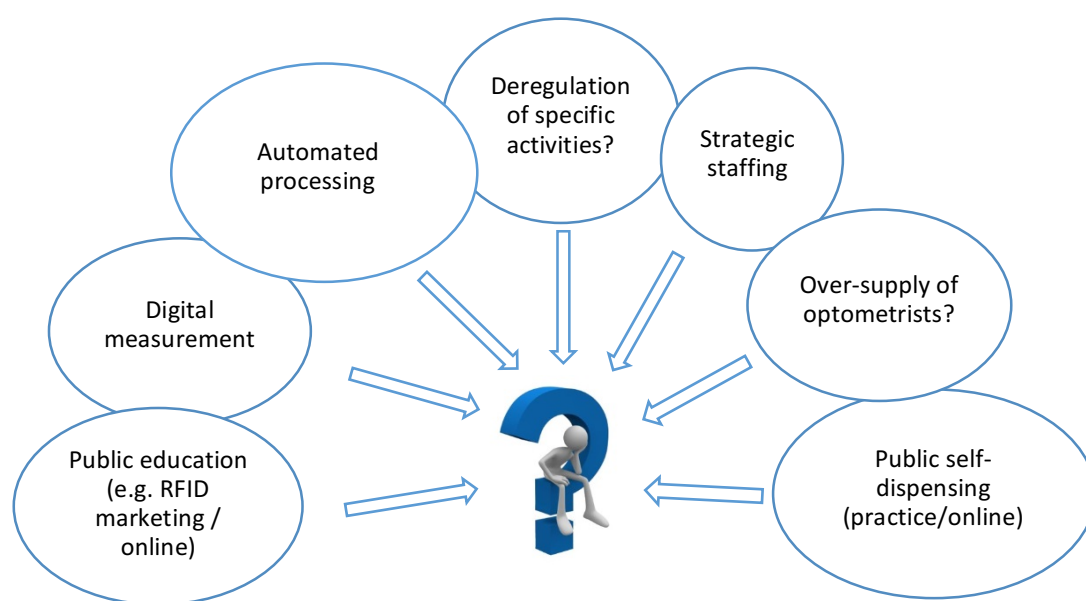 Public education
(e.g. RFID
marketing /
online)
Digital
measurement
Automated
processing
Deregulation
of specific
activities?
Strategic
staffing
Over-supply of
optometrists?
Public self-
dispensing
(practice/online)